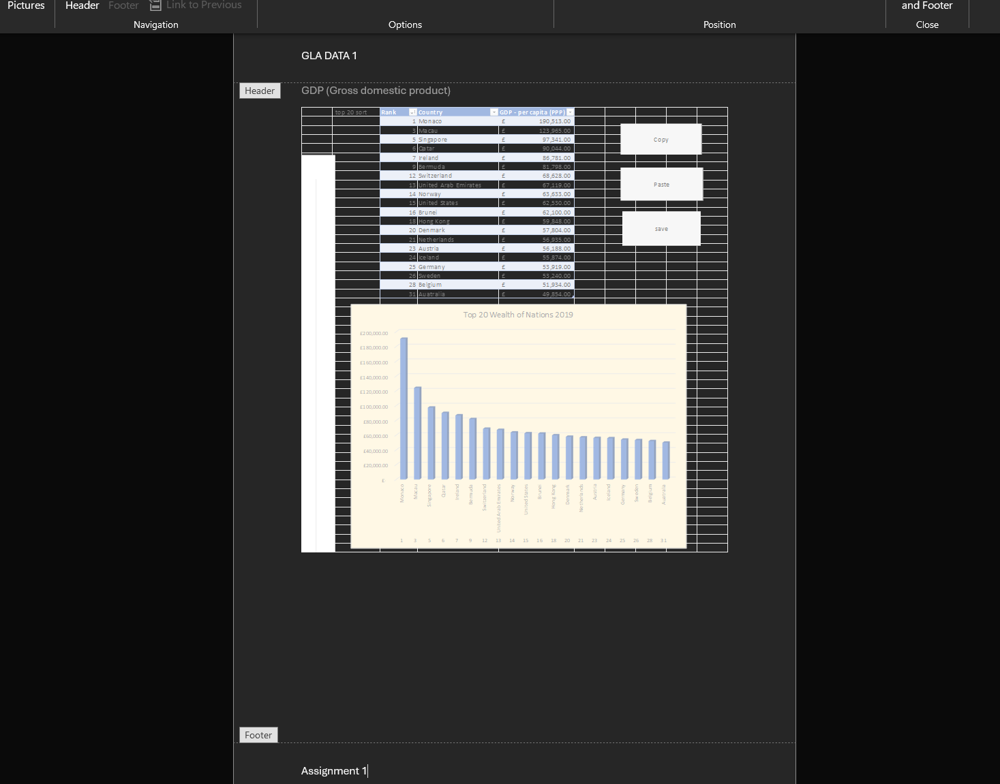 Pictures Header Footer Link to Previous and Footer
Navigation Options Position Close
GLA DATA 1
Header GDP (Gross domestic product)
top 20 sort Rank Country GDP - per capita (PPP)
1 Monaco £ 190,513.00
3 Macau £ 123,965.00
5 Singapore £ 97,341.00
6 Qatar £ 90,044.00
7 Ireland £ 86,781.00
9 Bermuda £ 81,798.00
12 Switzerland £ 68,628.00
13 United Arab Emirates £ 67,119.00
14 Norway £ 63,633.00
15 United States £ 62,530.00
16 Brunei £ 62,100.00
18 Hong Kong £ 59,848.00
20 Denmark £ 57,804.00
21 Netherlands £ 56,935.00
23 Austria £ 56,188.00
24 Iceland £ 55,874.00
25 Germany £ 53,919.00
26 Sweden £ 53,240.00
28 Belgium £ 51,934.00
31 Auatralia £ 49,854.00
Copy
Paste
save
Top 20 Wealth of Nations 2019
£200,000.00
£180,000.00
£160,000.00
£140,000.00
£120,000.00
£100,000.00
£80,000.00
£60,000.00
£40,000.00
£20,000.00
£
Monaco Macau Singapore Qatar Ireland Bermuda Switzerland United Arab Emirates Norway United States Brunei Hong Kong Denmark Netherlands Austria Iceland Germany Sweden Belgium Auatralia
1 3 5 6 7 9 12 13 14 15 16 18 20 21 23 24 25 26 28 31
Footer
Assignment 1